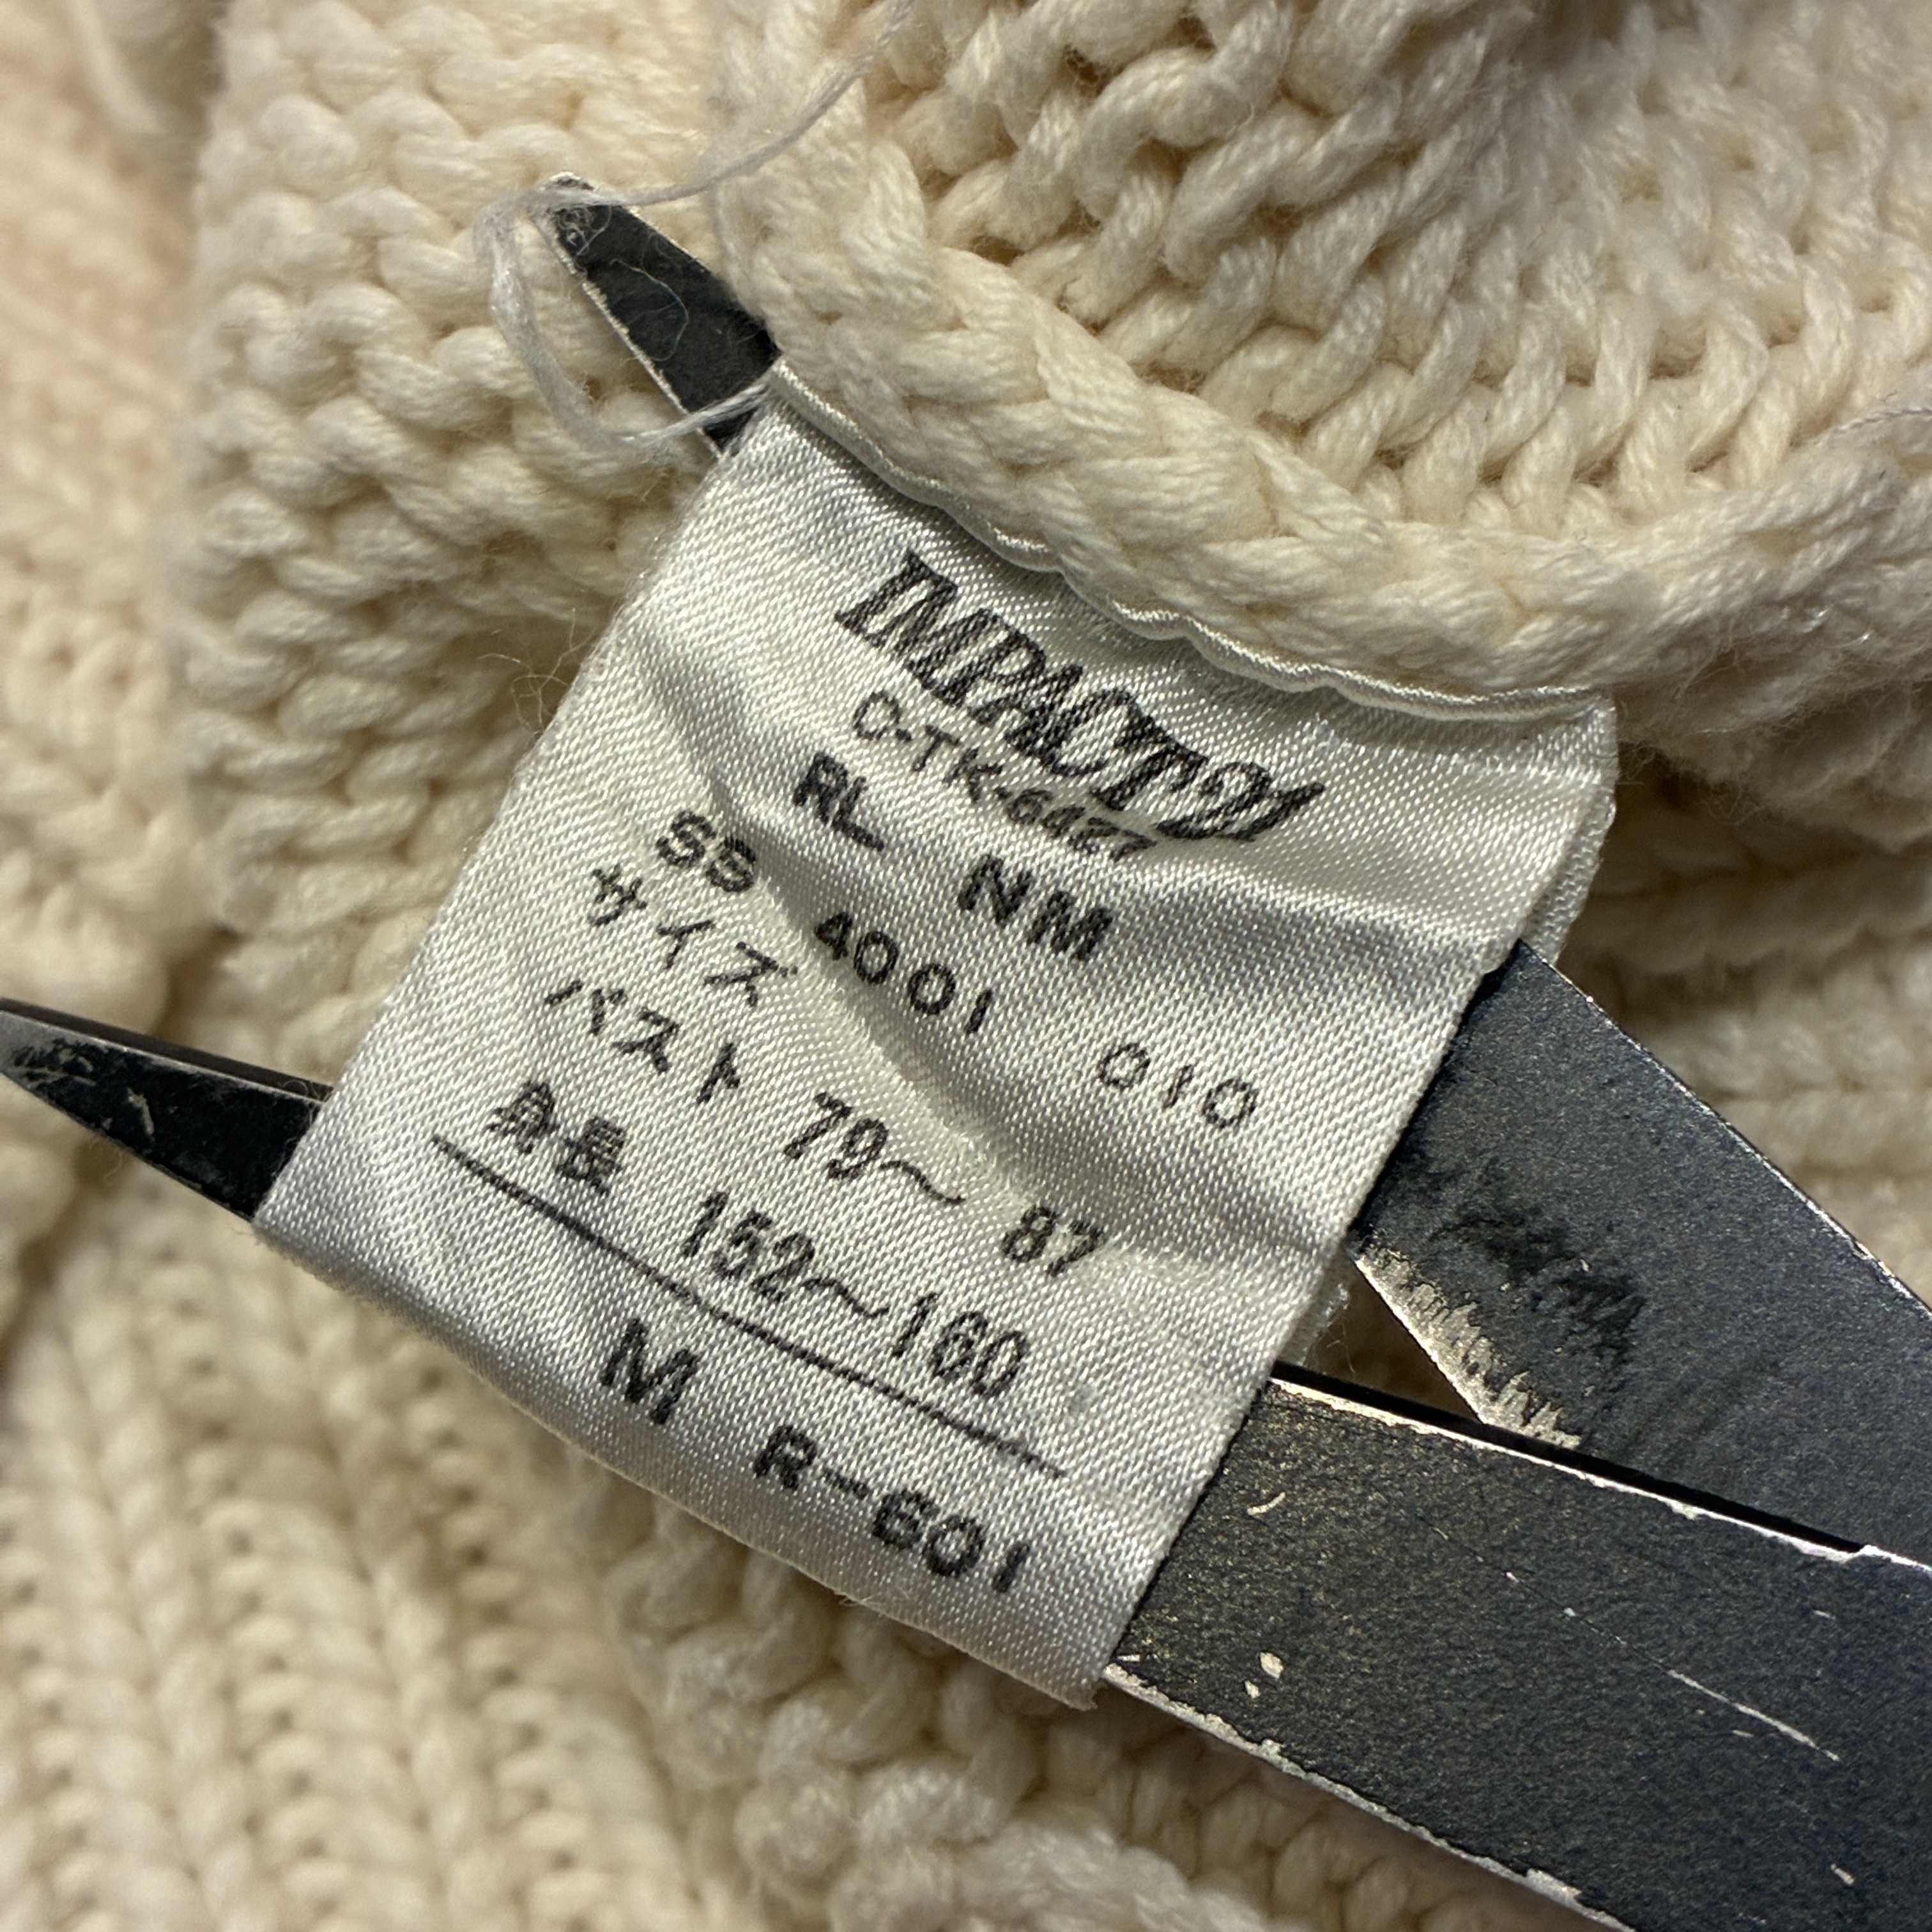 IMPACT21
C-TK-6427
RL NM
SS 4001 010
サイズ
バスト 79〜87
身長 152〜160
M R-601